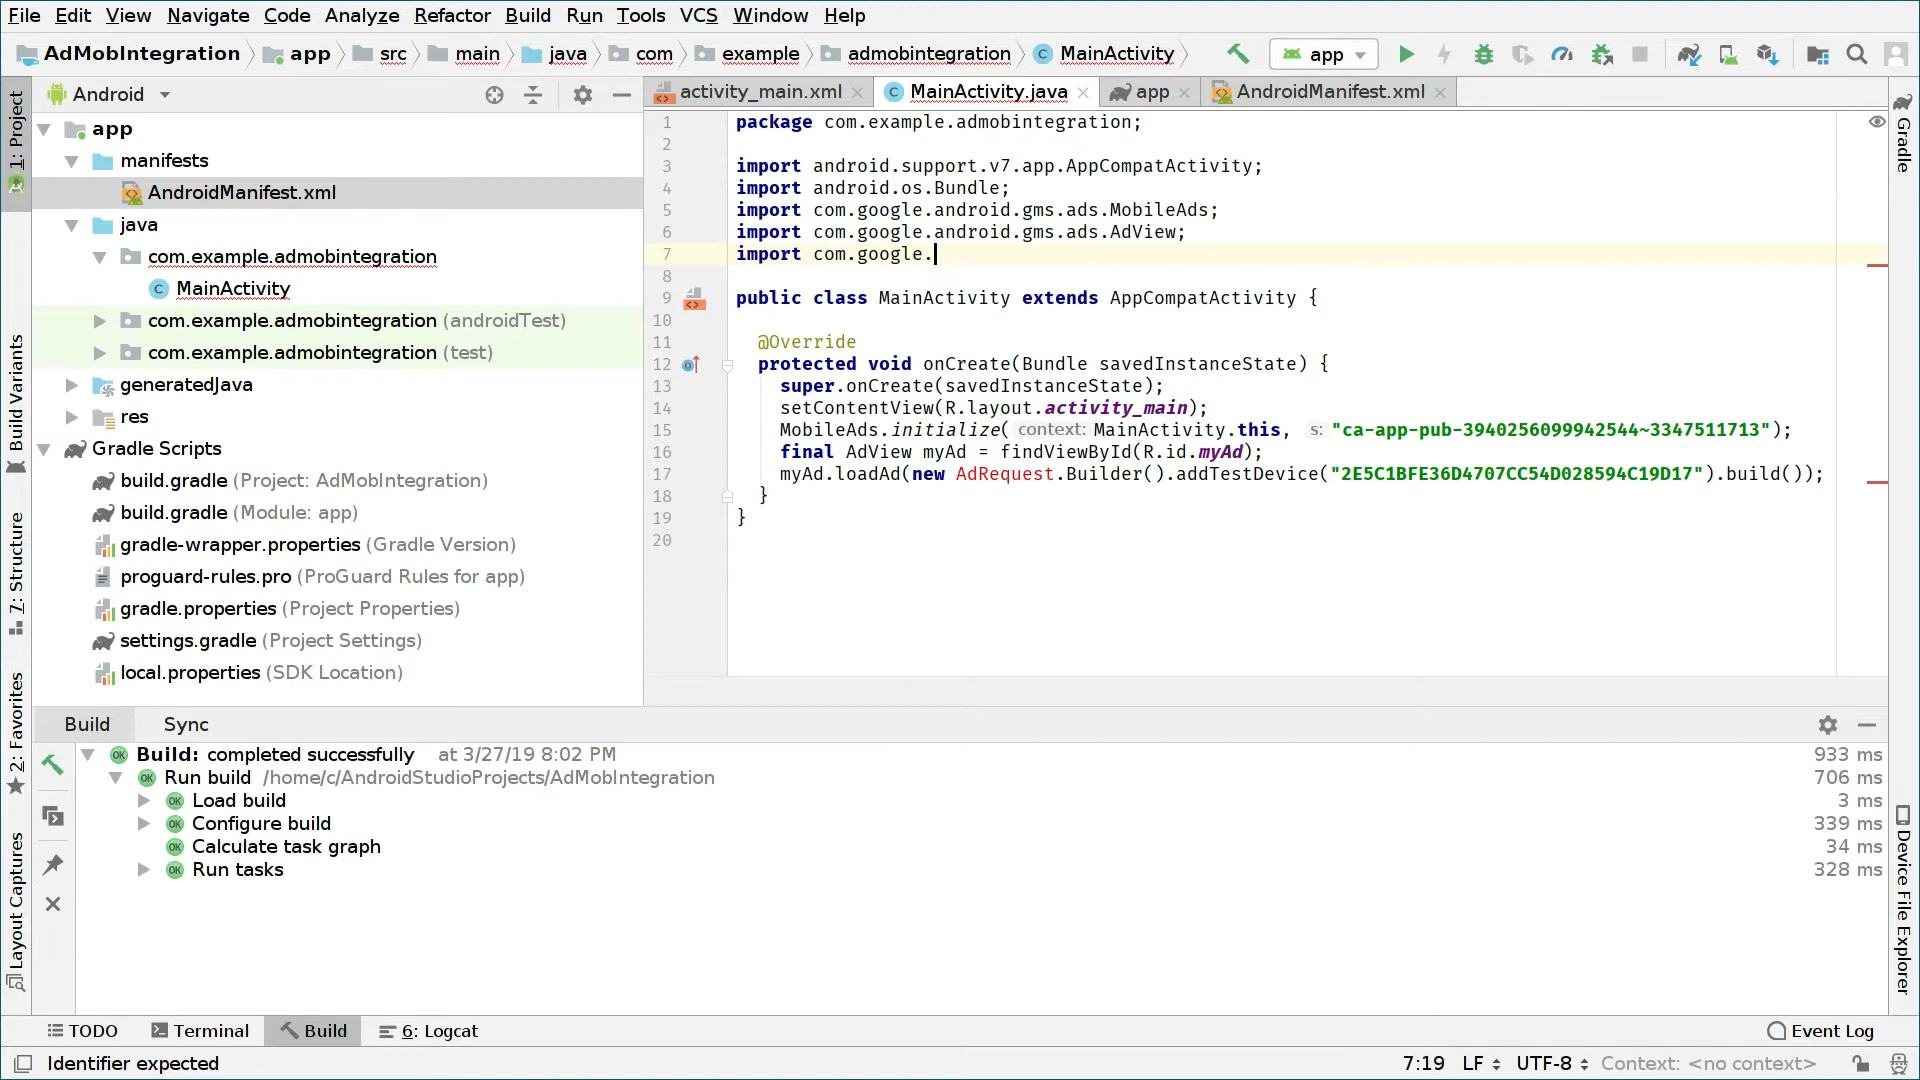 File Edit View Navigate Code Analyze Refactor Build Run Tools VCS Window Help
AdMobIntegration app src main java com example admobintegration MainActivity app
Android
activity_main.xml MainActivity.java app AndroidManifest.xml
1: Project
Build Variants
7: Structure
2: Favorites
Layout Captures
app
manifests
AndroidManifest.xml
java
com.example.admobintegration
MainActivity
com.example.admobintegration (androidTest)
com.example.admobintegration (test)
generatedJava
res
Gradle Scripts
build.gradle (Project: AdMobIntegration)
build.gradle (Module: app)
gradle-wrapper.properties (Gradle Version)
proguard-rules.pro (ProGuard Rules for app)
gradle.properties (Project Properties)
settings.gradle (Project Settings)
local.properties (SDK Location)
1 package com.example.admobintegration;
2
3 import android.support.v7.app.AppCompatActivity;
4 import android.os.Bundle;
5 import com.google.android.gms.ads.MobileAds;
6 import com.google.android.gms.ads.AdView;
7 import com.google.
8
9 public class MainActivity extends AppCompatActivity {
10
11 @Override
12 protected void onCreate(Bundle savedInstanceState) {
13 super.onCreate(savedInstanceState);
14 setContentView(R.layout.activity_main);
15 MobileAds.initialize( context: MainActivity.this, s: "ca-app-pub-3940256099942544~3347511713");
16 final AdView myAd = findViewById(R.id.myAd);
17 myAd.loadAd(new AdRequest.Builder().addTestDevice("2E5C1BFE36D4707CC54D028594C19D17").build());
18 }
19 }
20
Gradle
Device File Explorer
Build Sync
Build: completed successfully at 3/27/19 8:02 PM 933 ms
Run build /home/c/AndroidStudioProjects/AdMobIntegration 706 ms
Load build 3 ms
Configure build 339 ms
Calculate task graph 34 ms
Run tasks 328 ms
TODO Terminal Build 6: Logcat Event Log
Identifier expected 7:19 LF UTF-8 Context: <no context>